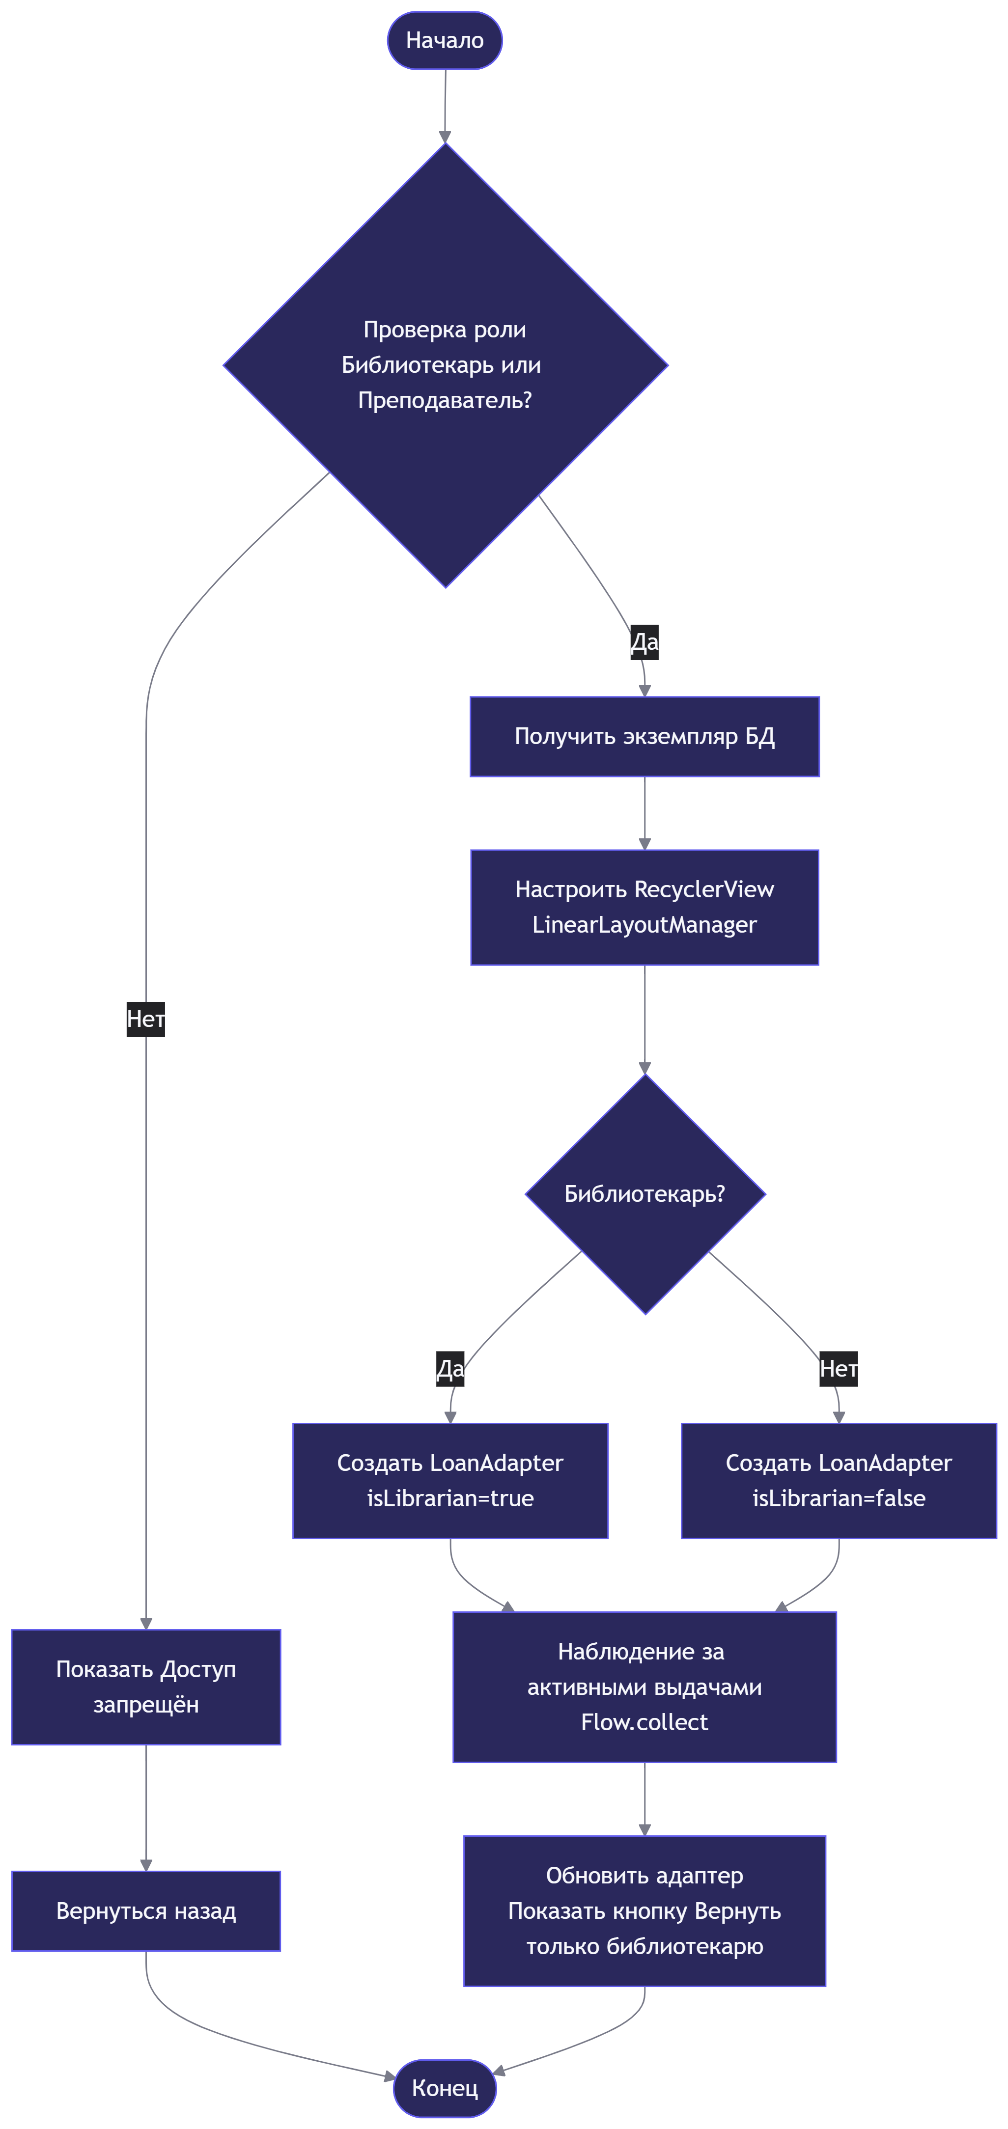 Начало
Проверка роли
Библиотекарь или
Преподаватель?
Да
Получить экземпляр БД
Настроить RecyclerView
LinearLayoutManager
Нет
Библиотекарь?
Да
Нет
Создать LoanAdapter
isLibrarian=true
Создать LoanAdapter
isLibrarian=false
Наблюдение за
активными выдачами
Flow.collect
Показать Доступ
запрещён
Обновить адаптер
Показать кнопку Вернуть
только библиотекарю
Вернуться назад
Конец